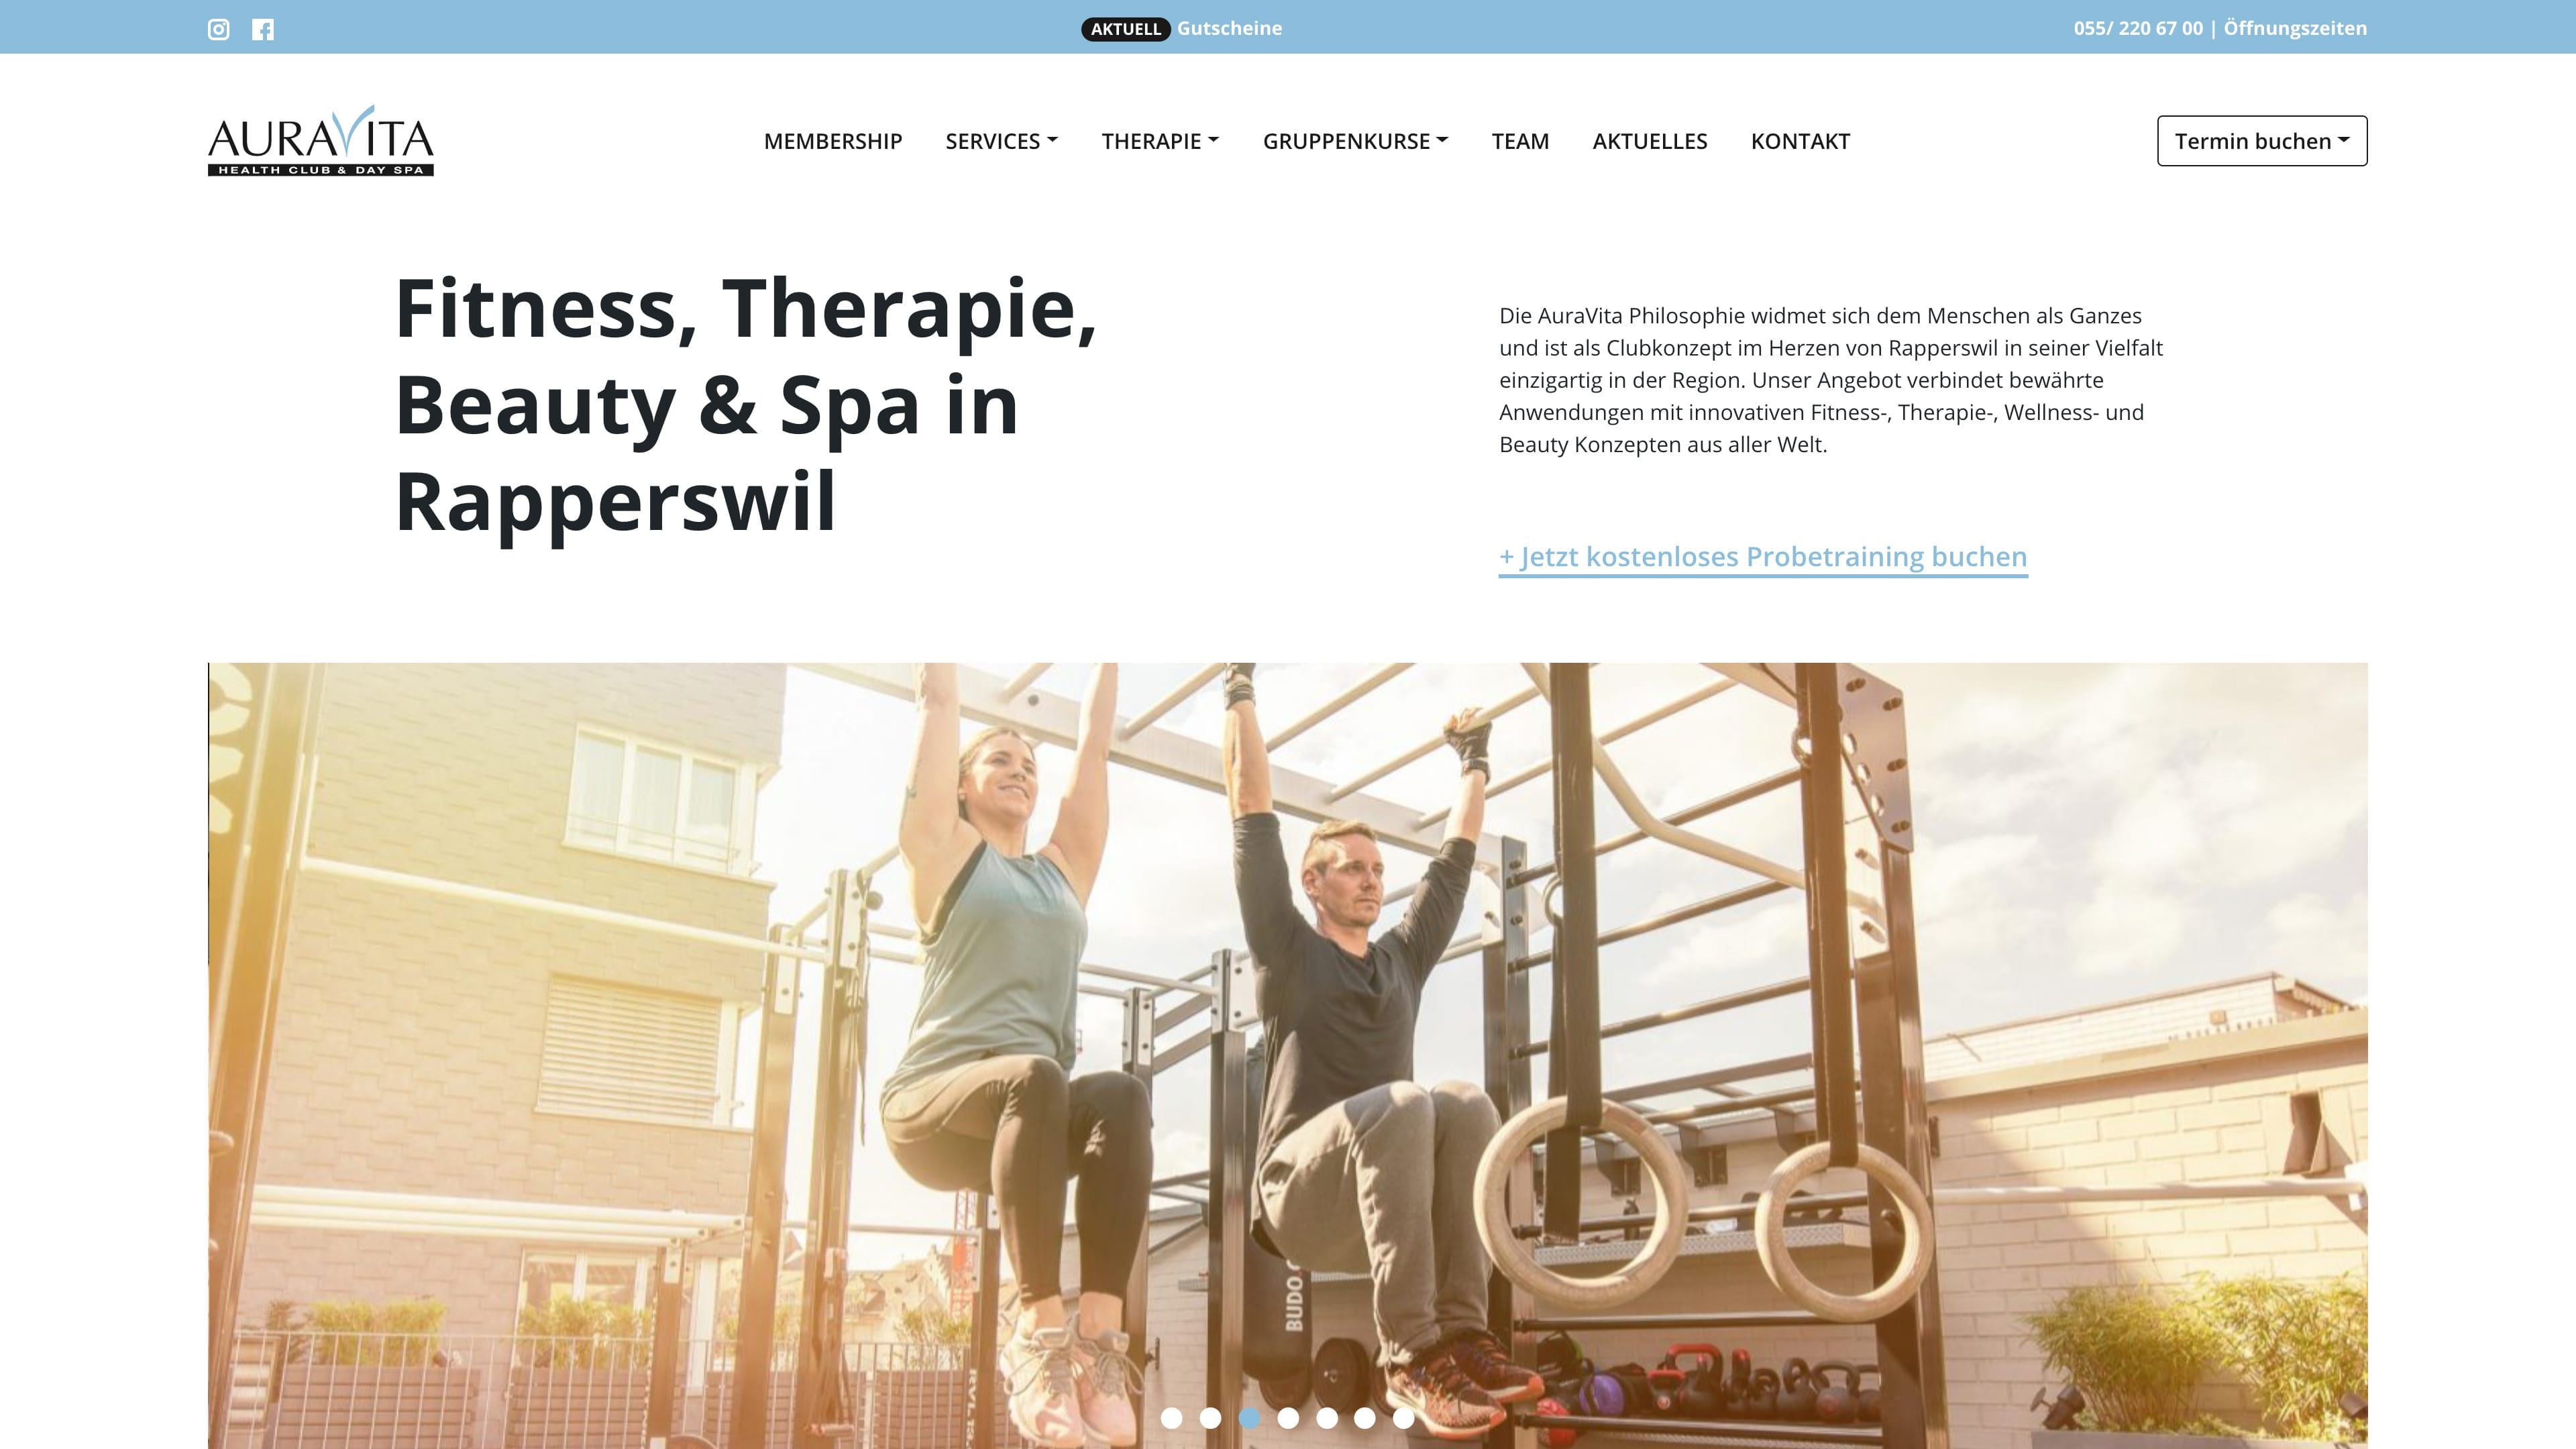 AKTUELL Gutscheine
055/ 220 67 00 | Öffnungszeiten
AURAVITA
HEALTH CLUB & DAY SPA
MEMBERSHIP SERVICES THERAPIE GRUPPENKURSE TEAM AKTUELLES KONTAKT
Termin buchen
Fitness, Therapie,
Beauty & Spa in
Rapperswil
Die AuraVita Philosophie widmet sich dem Menschen als Ganzes
und ist als Clubkonzept im Herzen von Rapperswil in seiner Vielfalt
einzigartig in der Region. Unser Angebot verbindet bewährte
Anwendungen mit innovativen Fitness-, Therapie-, Wellness- und
Beauty Konzepten aus aller Welt.
+ Jetzt kostenloses Probetraining buchen
BUDO